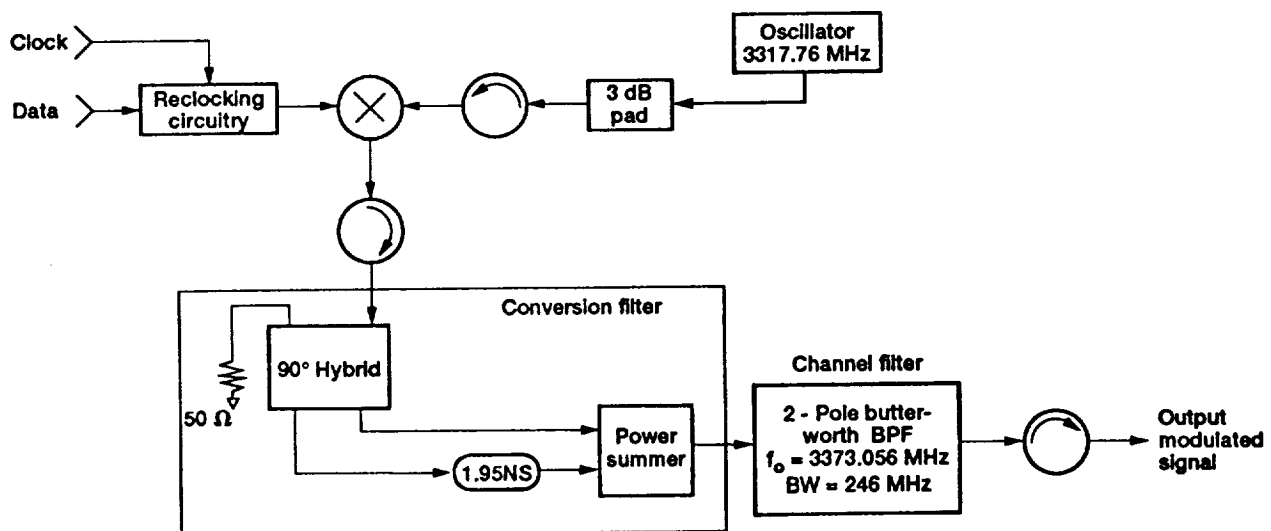 Clock
Data
Reclocking
circuitry
3 dB
pad
Oscillator
3317.76 MHz
Conversion filter
90° Hybrid
50 Ω
1.95NS
Power
summer
Channel filter
2 - Pole butter-
worth BPF
fo = 3373.056 MHz
BW = 246 MHz
Output
modulated
signal